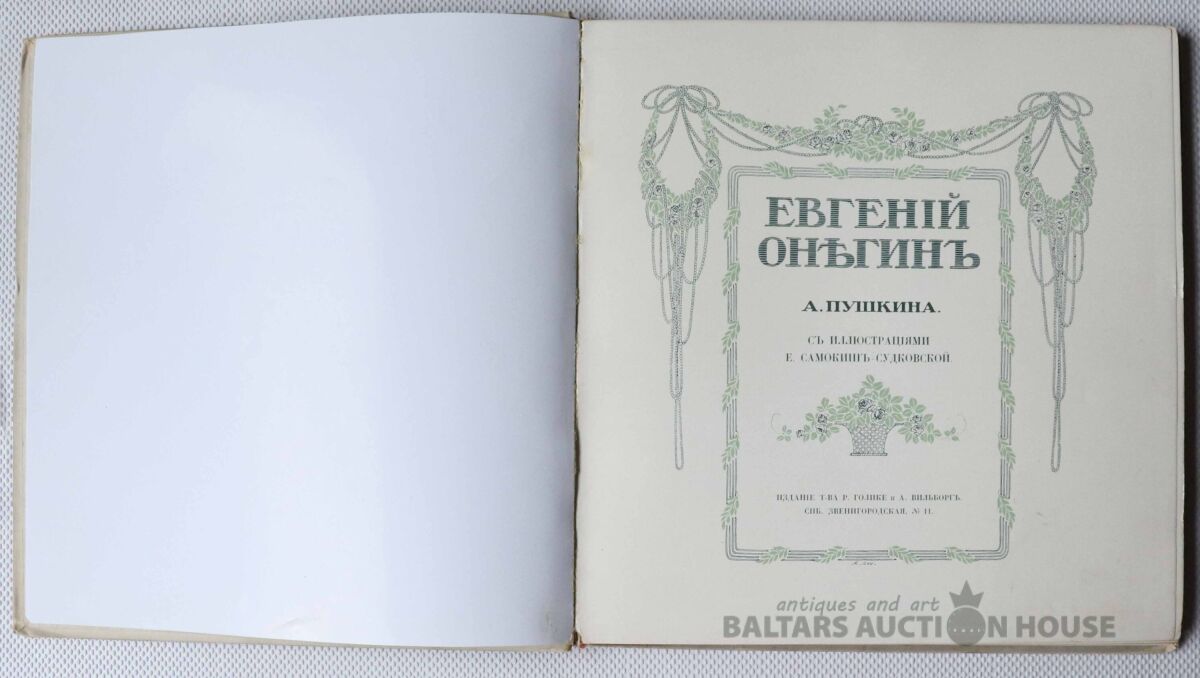 ЕВГЕНІЙ
ОНѢГИНЪ
А. ПУШКИНА.
СЪ ИЛЛЮСТРАЦІЯМИ
Е. САМОКИШЪ-СУДКОВСКОЙ.
ИЗДАНІЕ Т-ВА Р. ГОЛИКЕ и А. ВИЛЬБОРГЪ.
СПБ. ЗВЕНИГОРОДСКАЯ, № 11.
antiques and art
BALTARS AUCTION HOUSE